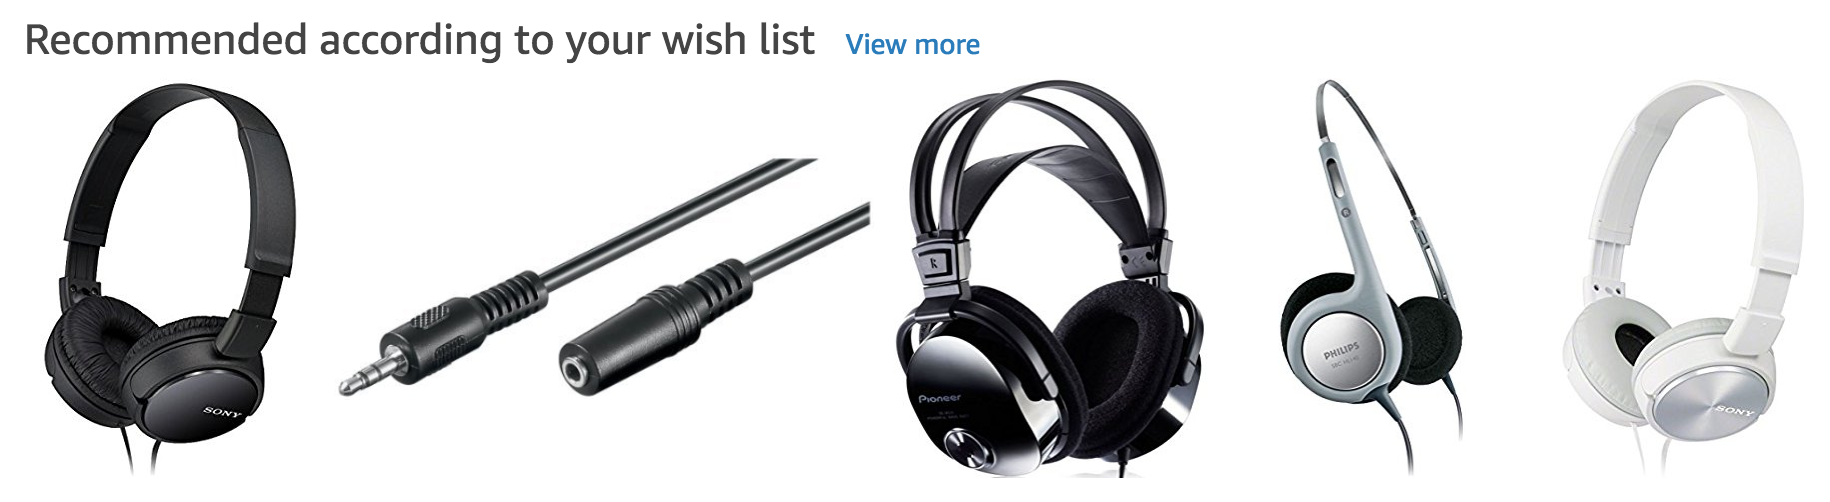 Recommended according to your wish list View more
SONY
Pioneer
PHILIPS
SONY